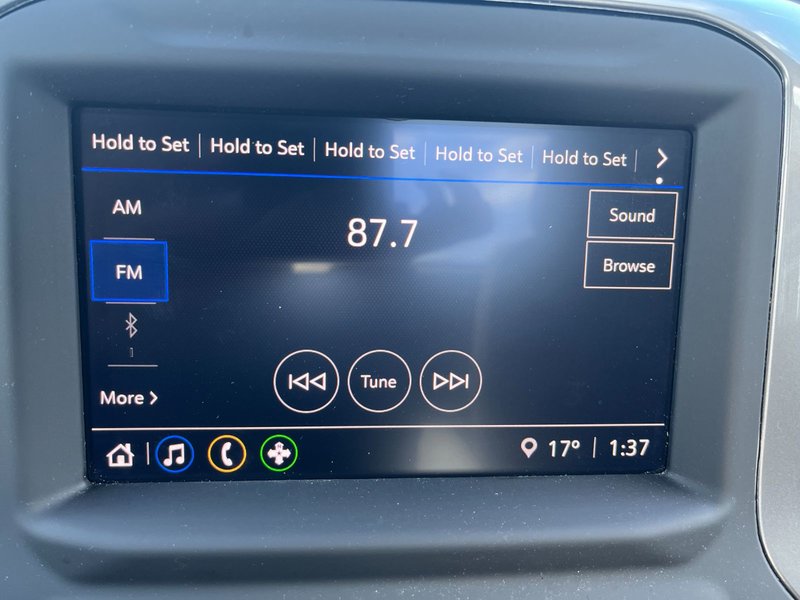 Hold to Set Hold to Set Hold to Set Hold to Set Hold to Set
AM
87.7
Sound
FM
Browse
More
Tune
17° 1:37